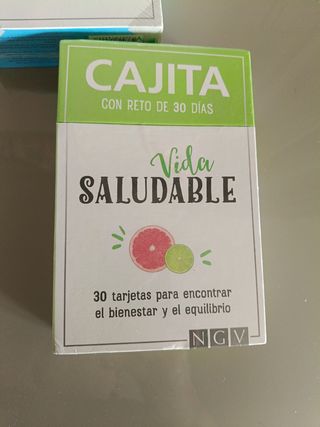 CAJITA
CON RETO DE 30 DÍAS
Vida
SALUDABLE
30 tarjetas para encontrar
el bienestar y el equilibrio
NGV